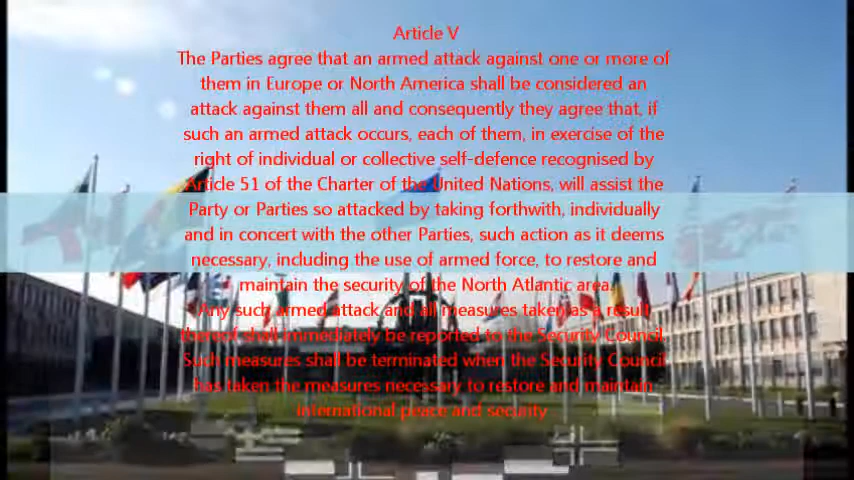 Article V
The Parties agree that an armed attack against one or more of
them in Europe or North America shall be considered an
attack against them all and consequently they agree that, if
such an armed attack occurs, each of them, in exercise of the
right of individual or collective self-defence recognised by
Article 51 of the Charter of the United Nations, will assist the
Party or Parties so attacked by taking forthwith, individually
and in concert with the other Parties, such action as it deems
necessary, including the use of armed force, to restore and
maintain the security of the North Atlantic area.
Any such armed attack and all measures taken as a result
thereof shall immediately be reported to the Security Council.
Such measures shall be terminated when the Security Council
has taken the measures necessary to restore and maintain
international peace and security